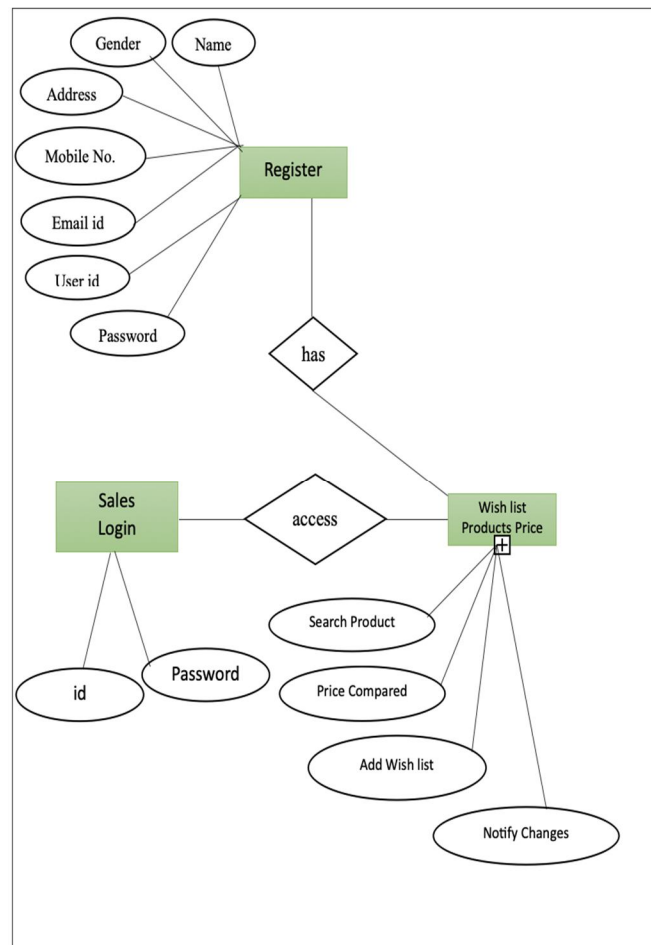 Gender
Name
Address
Mobile No.
Register
Email id
User id
Password
has
Sales
Login
access
Wish list
Products Price
Search Product
Password
id
Price Compared
Add Wish list
Notify Changes